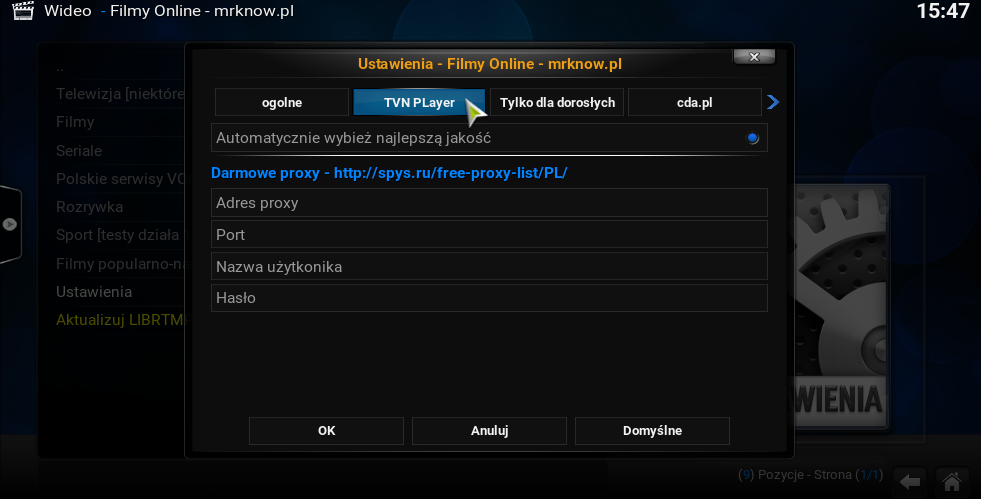 Wideo - Filmy Online - mrknow.pl
15:47
Ustawienia - Filmy Online - mrknow.pl
ogolne
TVN PLayer
Tylko dla dorosłych
cda.pl
..
Telewizja [niektóre
Filmy
Seriale
Polskie serwisy VO
Rozrywka
Sport [testy działa
Filmy popularno-na
Ustawienia
Aktualizuj LIBRTM
Automatycznie wybież najlepszą jakość
Darmowe proxy - http://spys.ru/free-proxy-list/PL/
Adres proxy
Port
Nazwa użytkonika
Hasło
WIENIA
OK
Anuluj
Domyślne
(9) Pozycje - Strona (1/1)